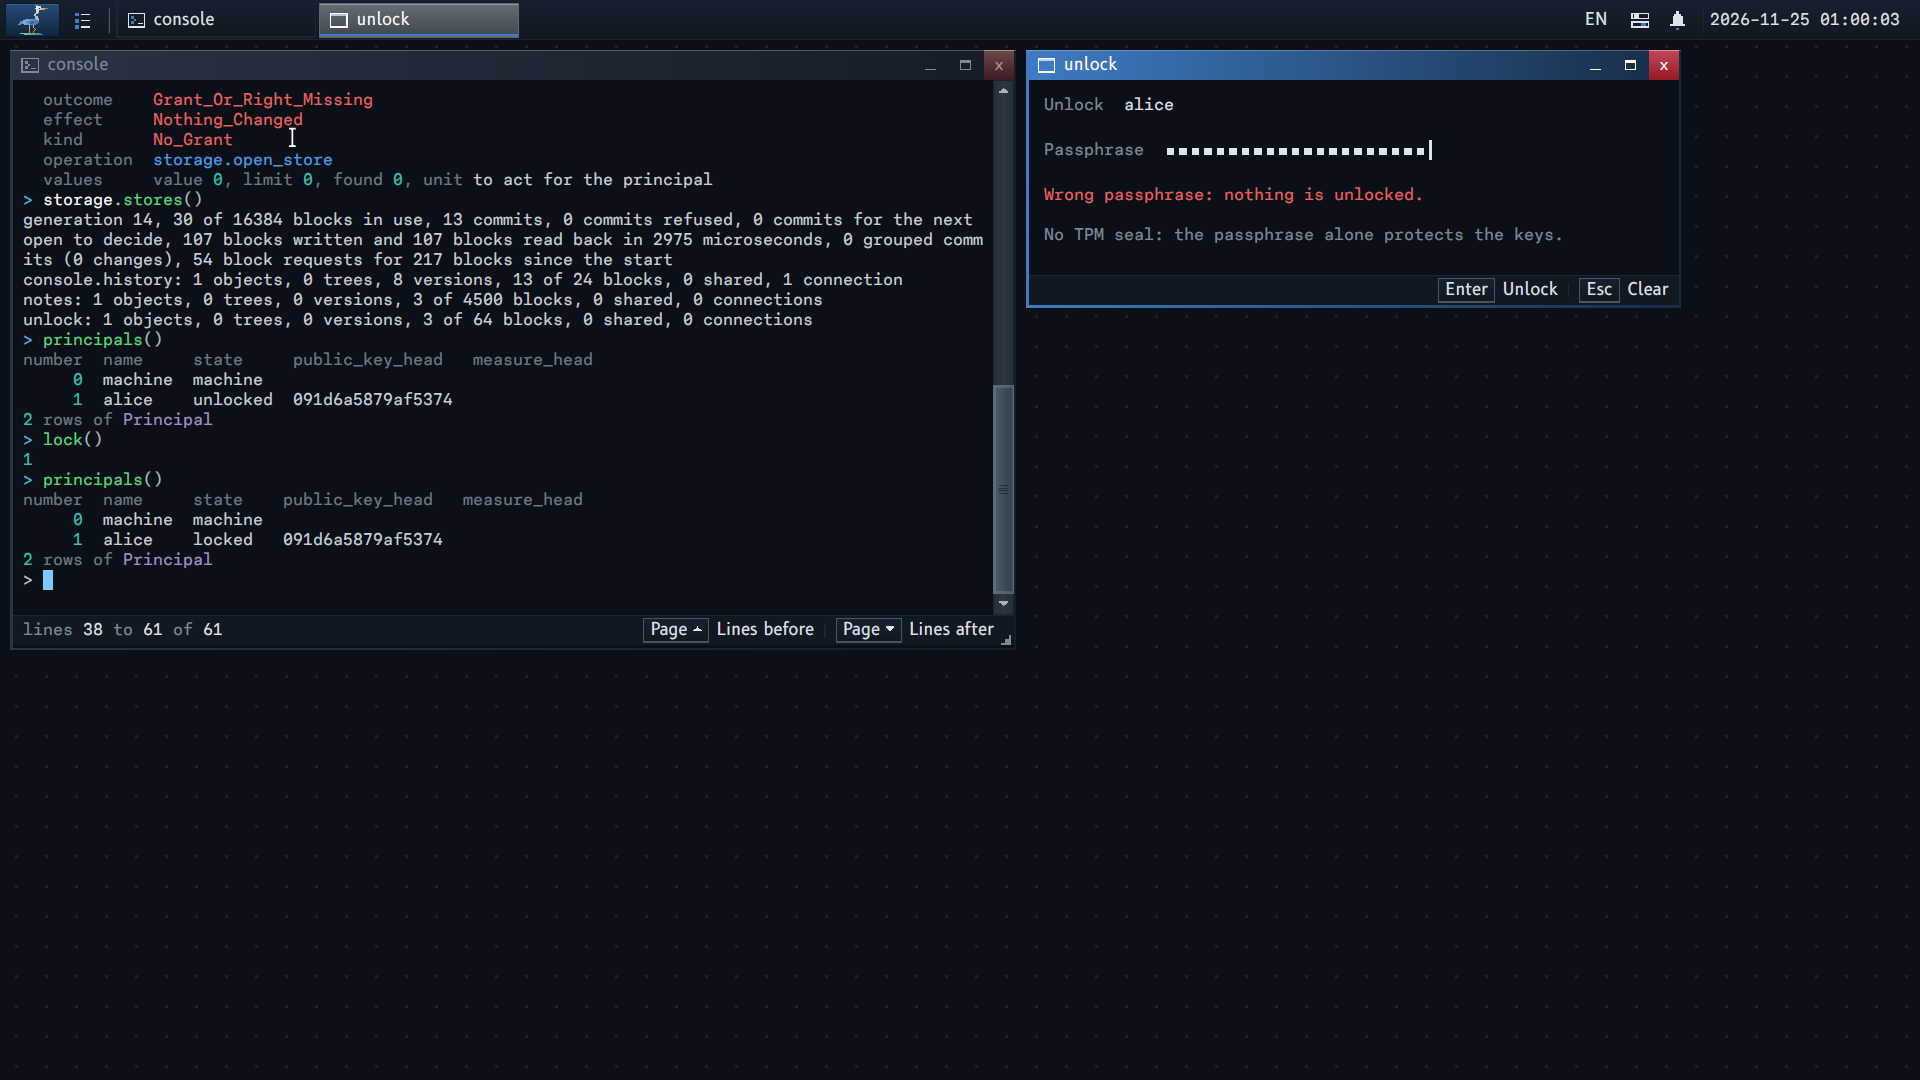 console
unlock
EN
2026-11-25 01:00:03
console
x
outcome Grant_Or_Right_Missing
effect Nothing_Changed
kind No_Grant
operation storage.open_store
values value 0, limit 0, found 0, unit to act for the principal
> storage.stores()
generation 14, 30 of 16384 blocks in use, 13 commits, 0 commits refused, 0 commits for the next
open to decide, 107 blocks written and 107 blocks read back in 2975 microseconds, 0 grouped comm
its (0 changes), 54 block requests for 217 blocks since the start
console.history: 1 objects, 0 trees, 8 versions, 13 of 24 blocks, 0 shared, 1 connection
notes: 1 objects, 0 trees, 0 versions, 3 of 4500 blocks, 0 shared, 0 connections
unlock: 1 objects, 0 trees, 0 versions, 3 of 64 blocks, 0 shared, 0 connections
> principals()
number name state public_key_head measure_head
0 machine machine
1 alice unlocked 091d6a5879af5374
2 rows of Principal
> lock()
1
> principals()
number name state public_key_head measure_head
0 machine machine
1 alice locked 091d6a5879af5374
2 rows of Principal
>
lines 38 to 61 of 61
Page Lines before
Page Lines after
unlock
x
Unlock alice
Passphrase
Wrong passphrase: nothing is unlocked.
No TPM seal: the passphrase alone protects the keys.
Enter Unlock
Esc Clear